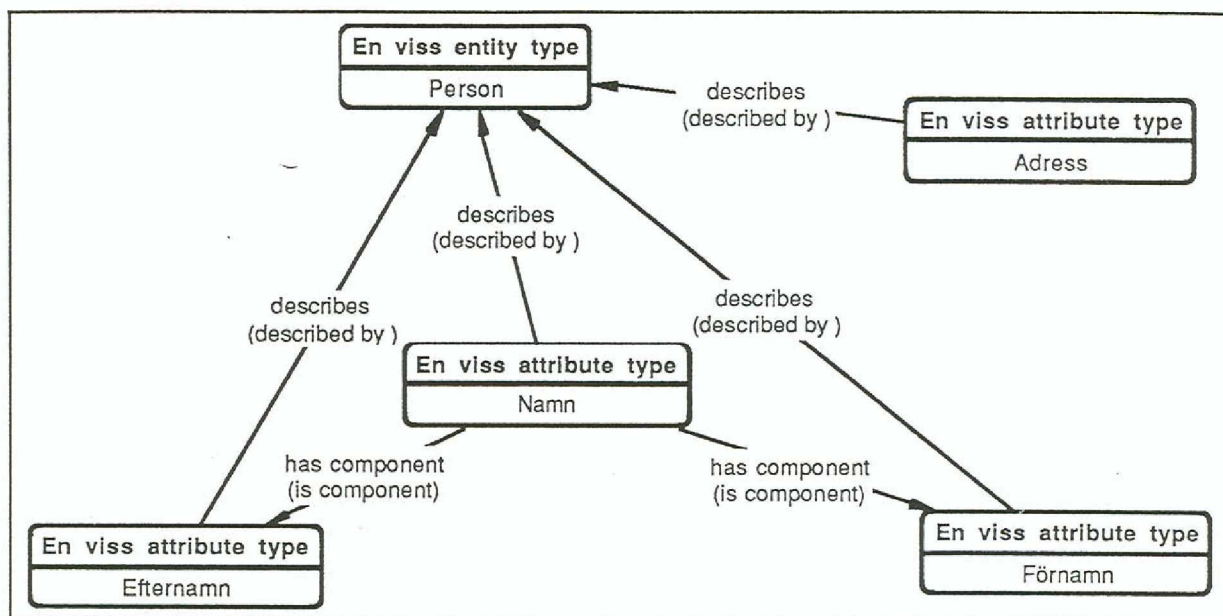 En viss entity type
Person
describes
(described by )
En viss attribute type
Adress
describes
(described by )
describes
(described by )
describes
(described by )
En viss attribute type
Namn
has component
(is component)
has component
(is component)
En viss attribute type
Efternamn
En viss attribute type
Förnamn